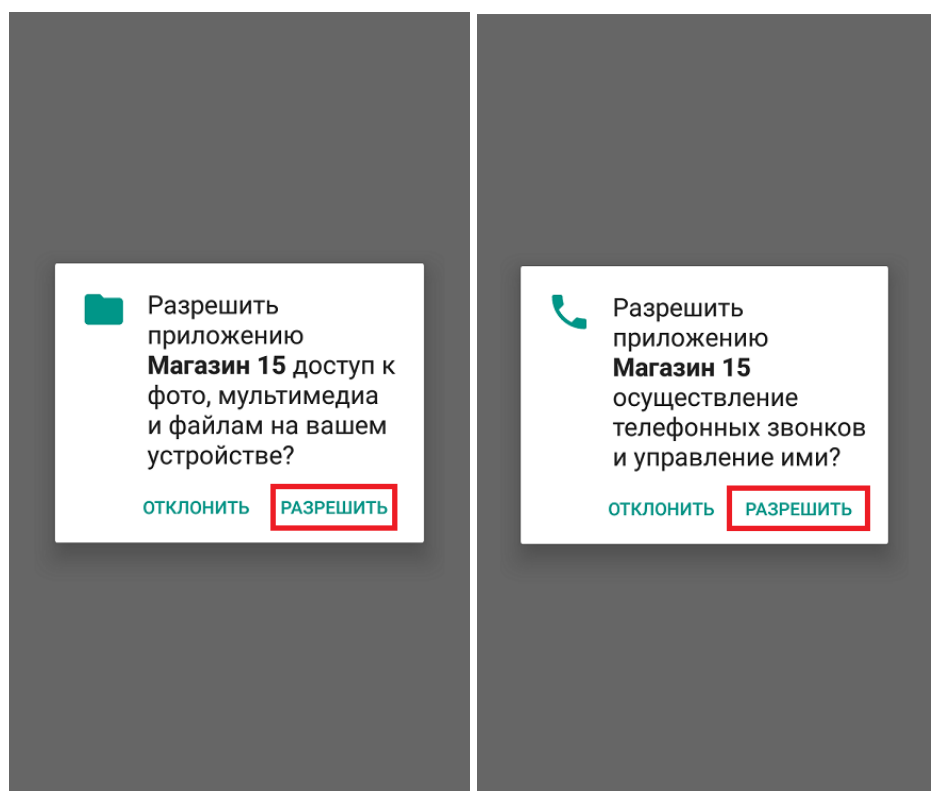 Разрешить
приложению
Магазин 15 доступ к
фото, мультимедиа
и файлам на вашем
устройстве?
ОТКЛОНИТЬ РАЗРЕШИТЬ
Разрешить
приложению
Магазин 15
осуществление
телефонных звонков
и управление ими?
ОТКЛОНИТЬ РАЗРЕШИТЬ